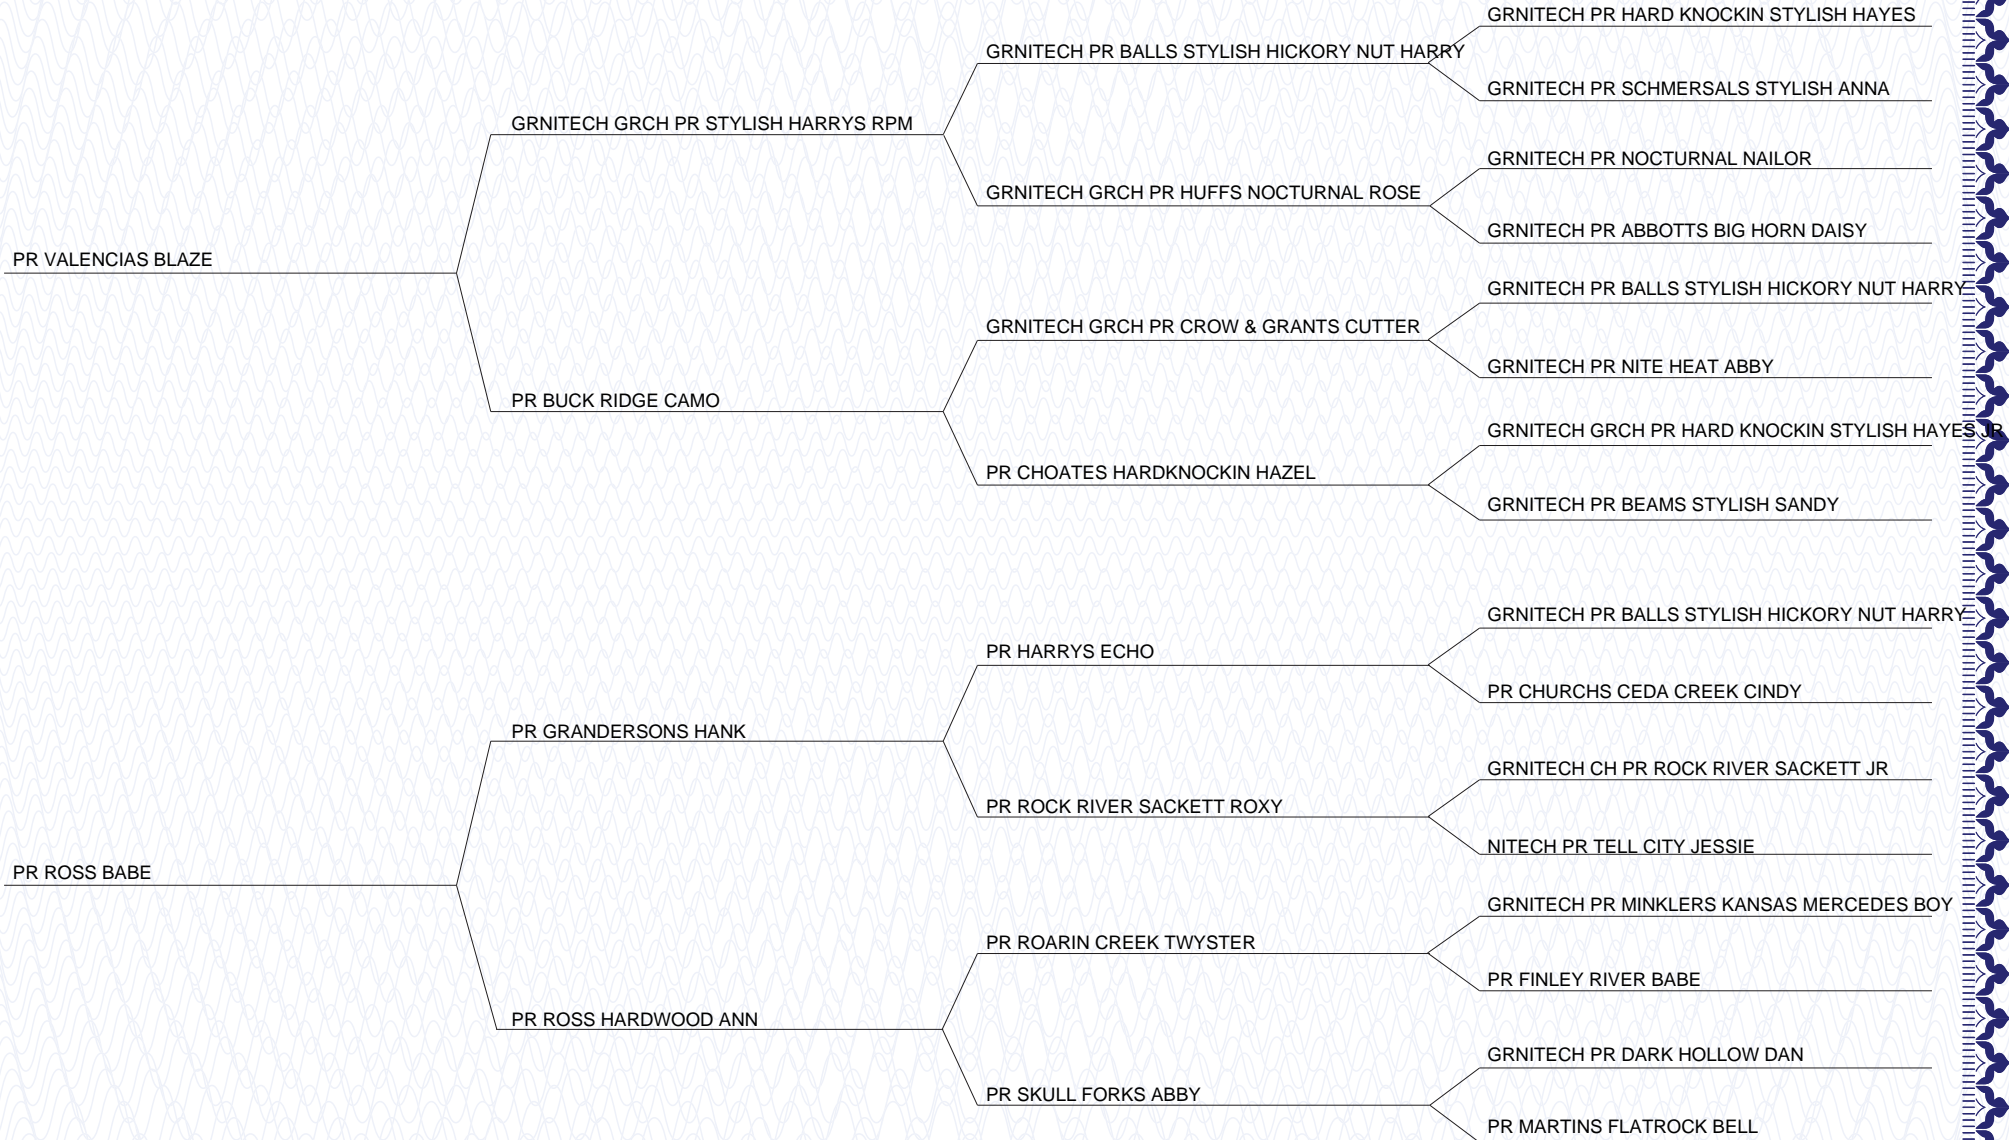 GRNITECH PR HARD KNOCKIN STYLISH HAYES
GRNITECH PR BALLS STYLISH HICKORY NUT HARRY
GRNITECH PR SCHMERSALS STYLISH ANNA
GRNITECH GRCH PR STYLISH HARRYS RPM
GRNITECH PR NOCTURNAL NAILOR
GRNITECH GRCH PR HUFFS NOCTURNAL ROSE
GRNITECH PR ABBOTTS BIG HORN DAISY
PR VALENCIAS BLAZE
GRNITECH PR BALLS STYLISH HICKORY NUT HARRY
GRNITECH GRCH PR CROW & GRANTS CUTTER
GRNITECH PR NITE HEAT ABBY
PR BUCK RIDGE CAMO
GRNITECH GRCH PR HARD KNOCKIN STYLISH HAYES JR
PR CHOATES HARDKNOCKIN HAZEL
GRNITECH PR BEAMS STYLISH SANDY
GRNITECH PR BALLS STYLISH HICKORY NUT HARRY
PR HARRYS ECHO
PR CHURCHS CEDA CREEK CINDY
PR GRANDERSONS HANK
GRNITECH CH PR ROCK RIVER SACKETT JR
PR ROCK RIVER SACKETT ROXY
NITECH PR TELL CITY JESSIE
PR ROSS BABE
GRNITECH PR MINKLERS KANSAS MERCEDES BOY
PR ROARIN CREEK TWYSTER
PR FINLEY RIVER BABE
PR ROSS HARDWOOD ANN
GRNITECH PR DARK HOLLOW DAN
PR SKULL FORKS ABBY
PR MARTINS FLATROCK BELL